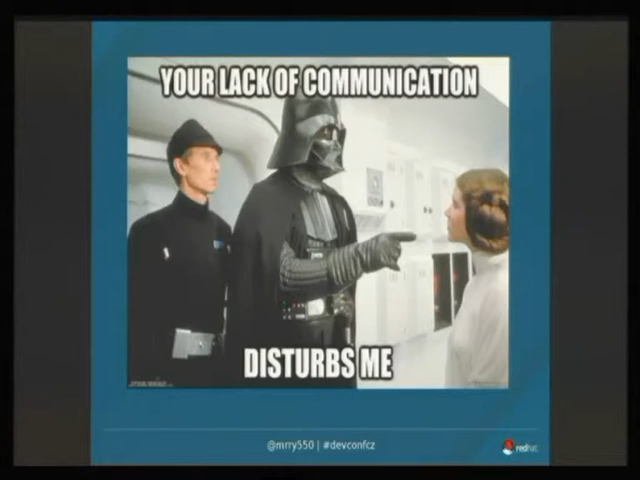 YOUR LACK OF COMMUNICATION
DISTURBS ME
@mrry550 | #devconfcz
redhat